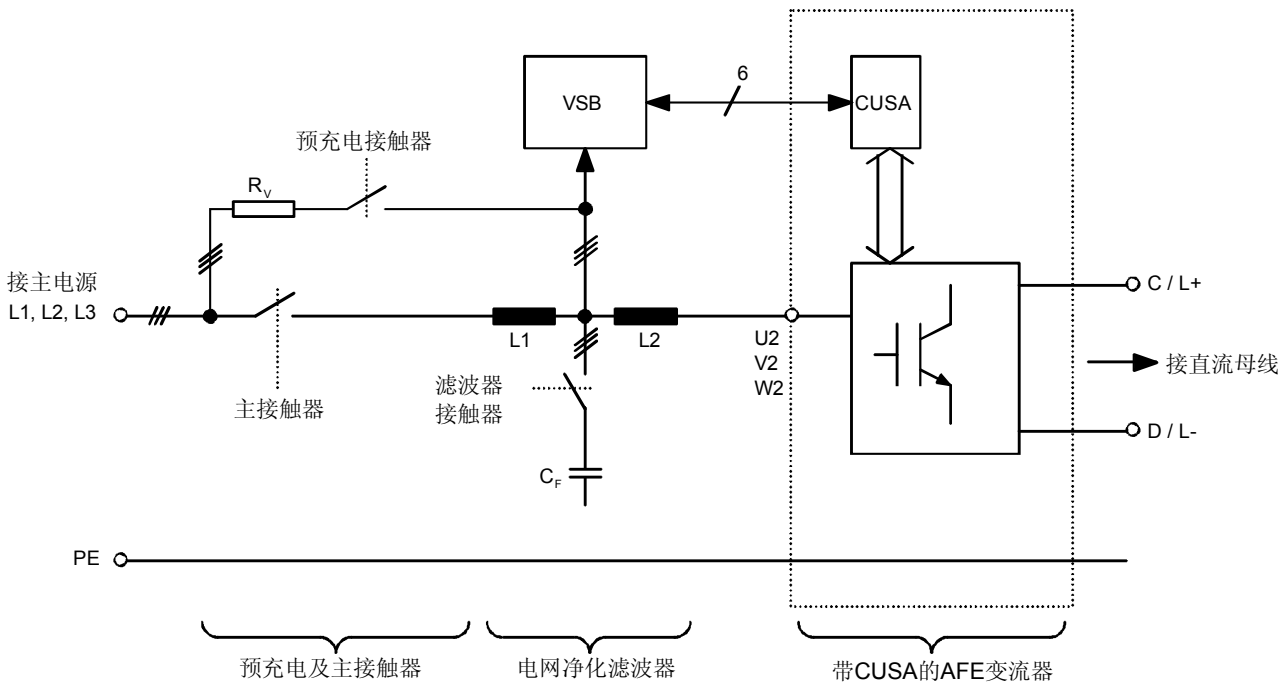 6
VSB
CUSA
预充电接触器
RV
接主电源
L1, L2, L3
C / L+
L1
L2
U2
V2
W2
接直流母线
滤波器
接触器
主接触器
D / L-
CF
PE
预充电及主接触器
电网净化滤波器
带CUSA的AFE变流器